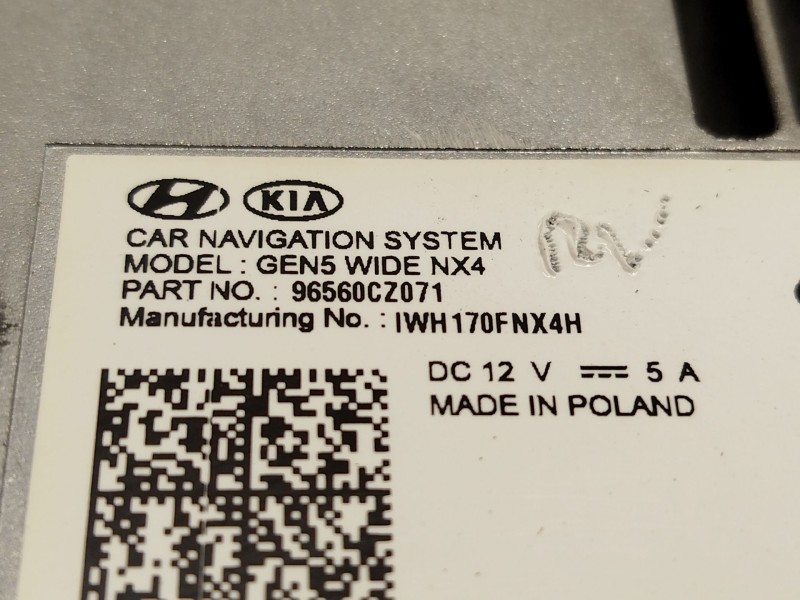 KIA
CAR NAVIGATION SYSTEM
MODEL : GEN5 WIDE NX4
PART NO. : 96560CZ071
Manufacturing No. : IWH170FNX4H
DC 12 V ⎓ 5 A
MADE IN POLAND